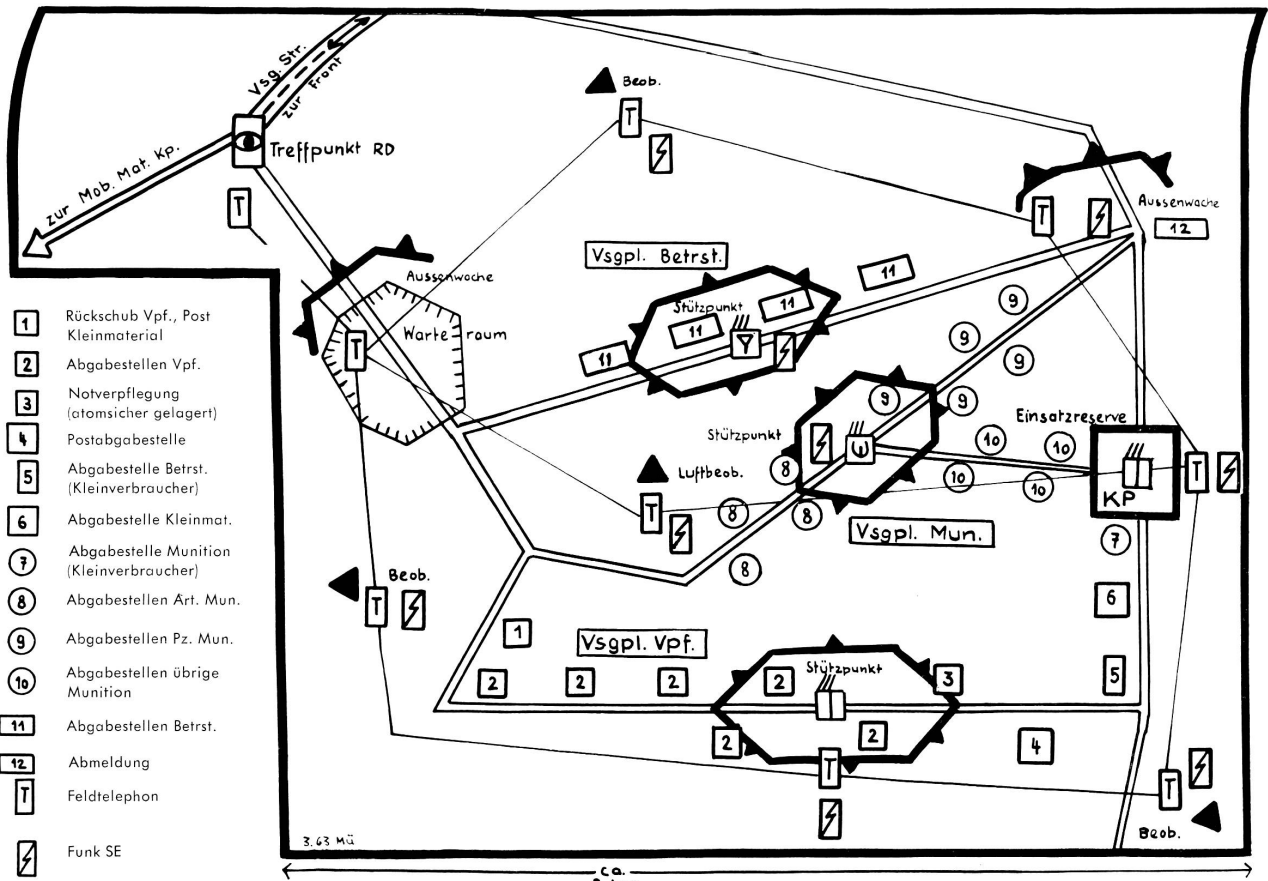 Vsg. Str.
zur Front
Beob.
T
Treffpunkt RD
zur Mob. Mat. Kp.
T
T
Aussenwache
12
Vsgpl. Betrst.
11
Aussenwache
Stützpunkt
11
11
9
Warteraum
T
11
9
9
1 Rückschub Vpf., Post
Kleinmaterial
2 Abgabestellen Vpf.
3 Notverpflegung
(atomsicher gelagert)
4 Postabgabestelle
5 Abgabestelle Betrst.
(Kleinverbraucher)
6 Abgabestelle Kleinmat.
7 Abgabestelle Munition
(Kleinverbraucher)
8 Abgabestellen Art. Mun.
9 Abgabestellen Pz. Mun.
10 Abgabestellen übrige
Munition
11 Abgabestellen Betrst.
12 Abmeldung
T Feldtelephon
Funk SE
9
9
Einsatzreserve
Stützpunkt
10
10
8
Luftbeob.
10
10
T
KP
T
8
8
Vsgpl. Mun.
7
8
Beob.
T
6
1
Vsgpl. Vpf.
Stützpunkt
2
2
2
2
3
5
2
2
4
T
T
Beob.
3.63 Mü
ca.